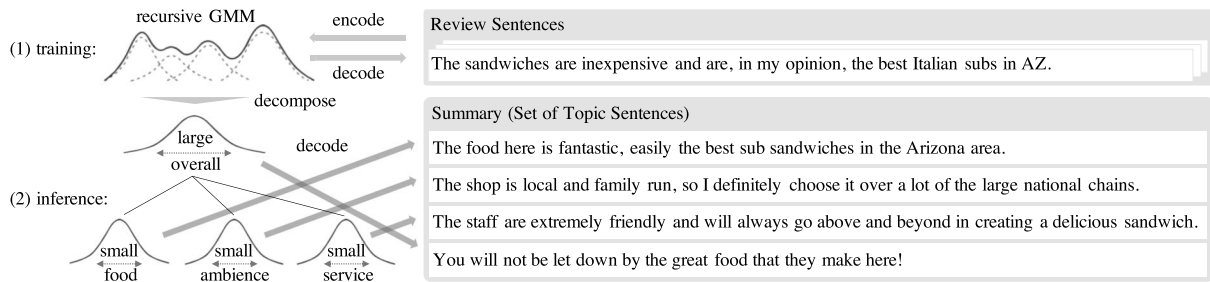 recursive GMM
encode
(1) training:
decode
Review Sentences
The sandwiches are inexpensive and are, in my opinion, the best Italian subs in AZ.
decompose
large
overall
decode
(2) inference:
small
food
small
ambience
small
service
Summary (Set of Topic Sentences)
The food here is fantastic, easily the best sub sandwiches in the Arizona area.
The shop is local and family run, so I definitely choose it over a lot of the large national chains.
The staff are extremely friendly and will always go above and beyond in creating a delicious sandwich.
You will not be let down by the great food that they make here!